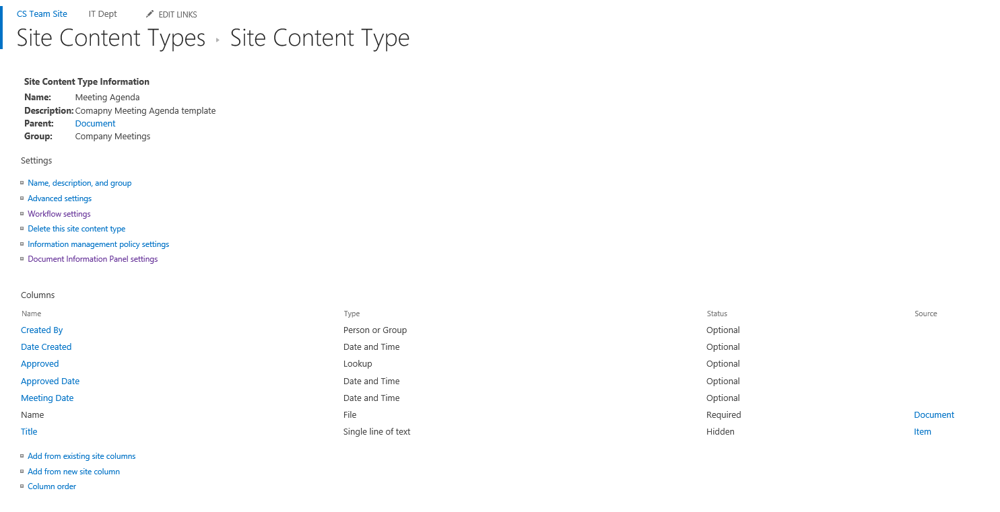 CS Team Site IT Dept EDIT LINKS
Site Content Types Site Content Type
Site Content Type Information
Name: Meeting Agenda
Description: Comapny Meeting Agenda template
Parent: Document
Group: Company Meetings
Settings
Name, description, and group
Advanced settings
Workflow settings
Delete this site content type
Information management policy settings
Document Information Panel settings
Columns
Name Type Status Source
Created By Person or Group Optional
Date Created Date and Time Optional
Approved Lookup Optional
Approved Date Date and Time Optional
Meeting Date Date and Time Optional
Name File Required Document
Title Single line of text Hidden Item
Add from existing site columns
Add from new site column
Column order